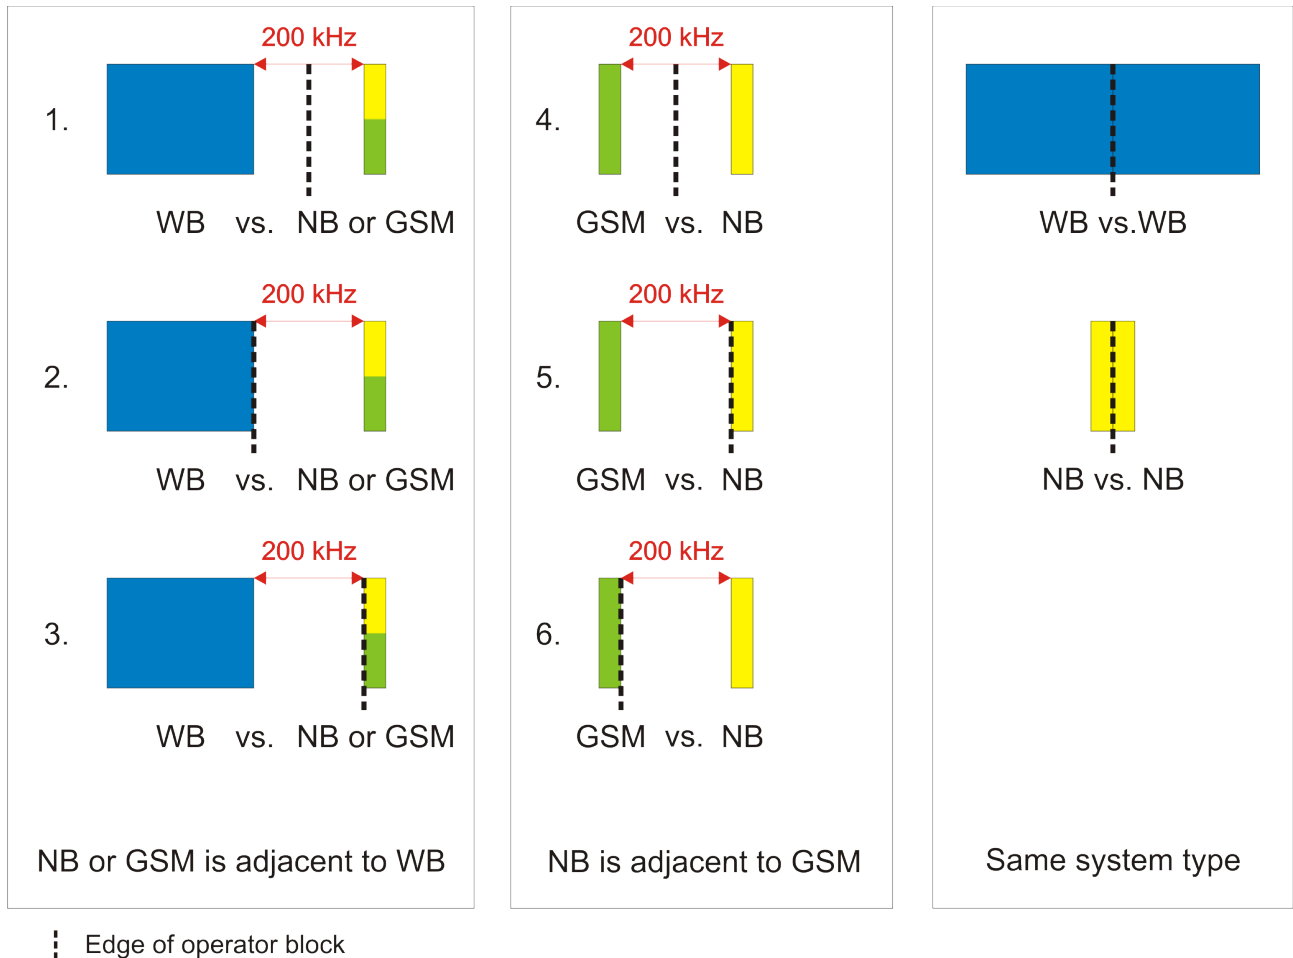 200 kHz
1.
WB vs. NB or GSM
200 kHz
2.
WB vs. NB or GSM
200 kHz
3.
WB vs. NB or GSM
NB or GSM is adjacent to WB
200 kHz
4.
GSM vs. NB
200 kHz
5.
GSM vs. NB
200 kHz
6.
GSM vs. NB
NB is adjacent to GSM
WB vs.WB
NB vs. NB
Same system type
Edge of operator block